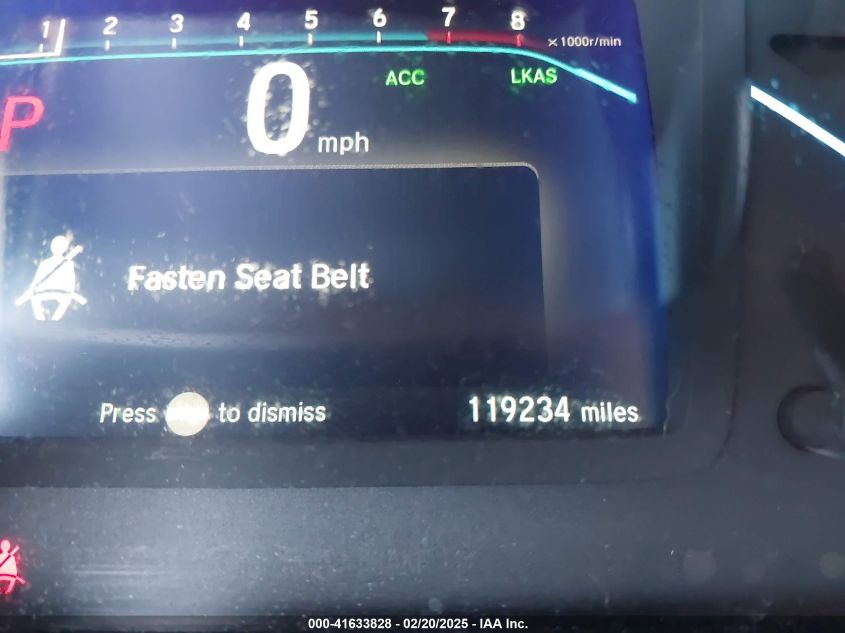 1 2 3 4 5 6 7 8
x1000r/min
ACC LKAS
P 0 mph
Fasten Seat Belt
Press to dismiss 119234 miles
000-41633828 - 02/20/2025 - IAA Inc.